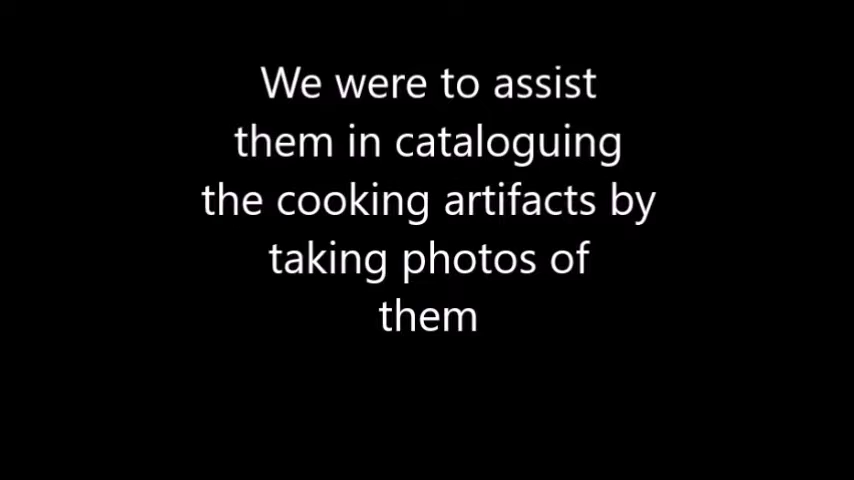 We were to assist
them in cataloguing
the cooking artifacts by
taking photos of
them